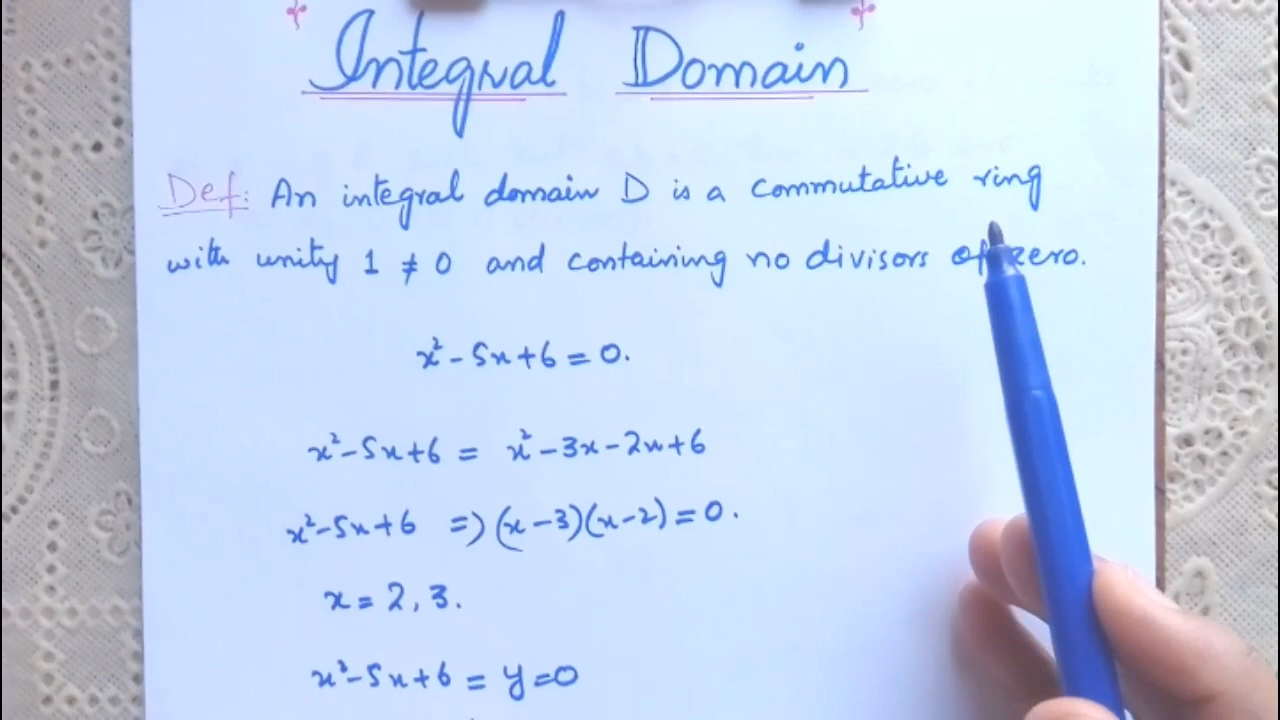 Integral Domain
Def: An integral domain D is a commutative ring
with unity 1 ≠ 0 and containing no divisors of zero.
x² - 5x + 6 = 0.
x² - 5x + 6 = x² - 3x - 2x + 6
x² - 5x + 6 => (x - 3)(x - 2) = 0.
x = 2, 3.
x² - 5x + 6 = y = 0